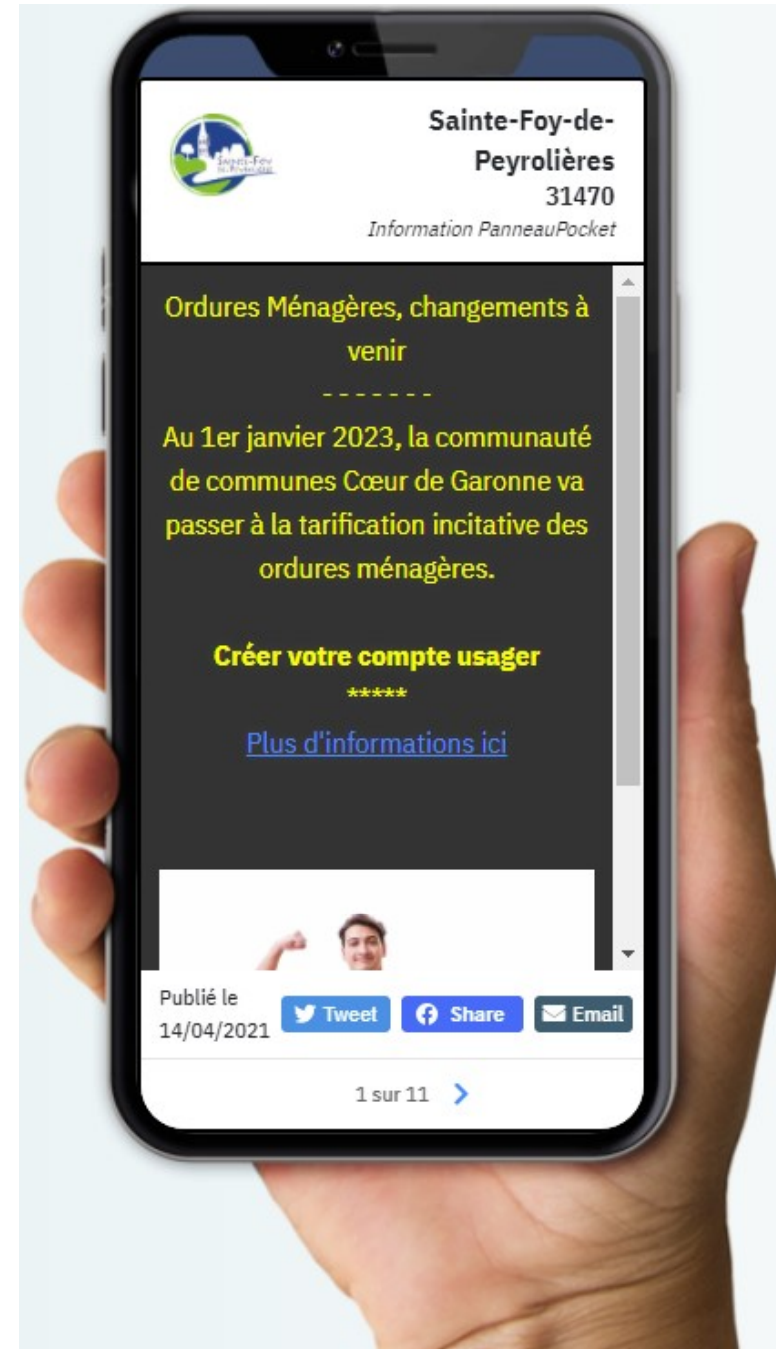 Sainte-Foy-de-
Peyrolières
31470
Information PanneauPocket
Sainte-Foy
Ordures Ménagères, changements à
venir
- - - - - - -
Au 1er janvier 2023, la communauté
de communes Cœur de Garonne va
passer à la tarification incitative des
ordures ménagères.
Créer votre compte usager
*****
Plus d'informations ici
Publié le
14/04/2021
Tweet
Share
Email
1 sur 11